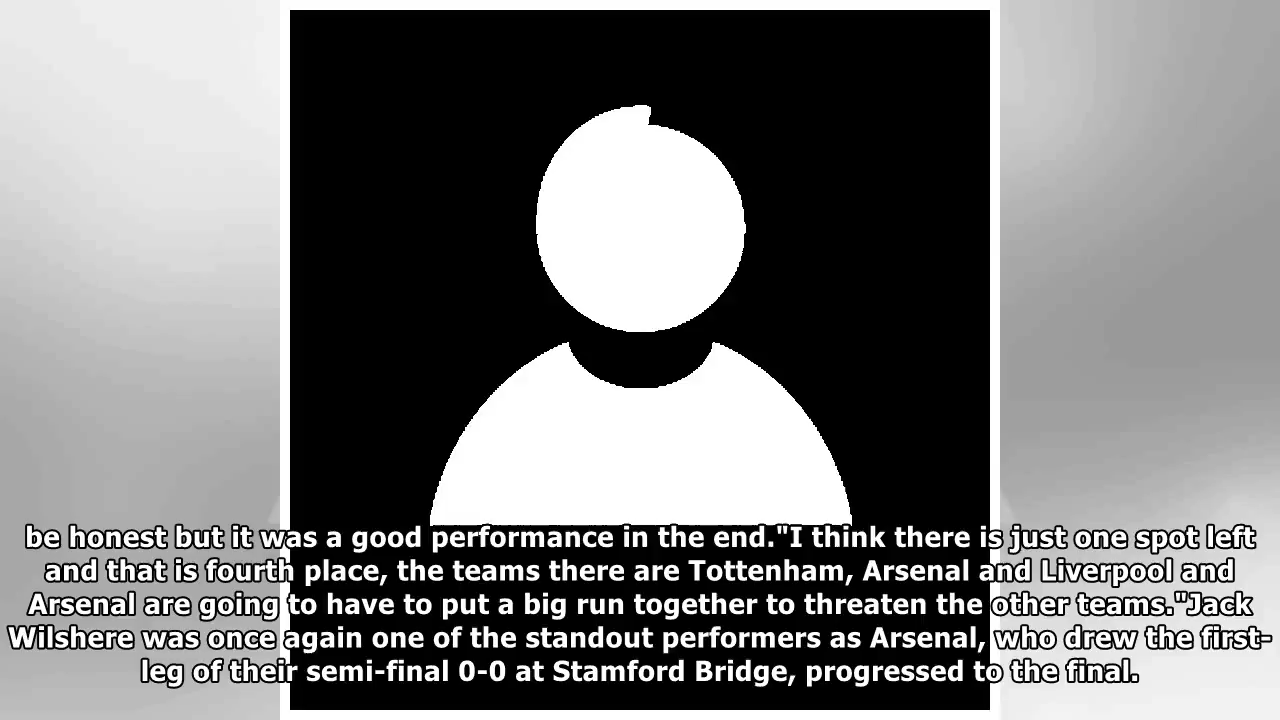 be honest but it was a good performance in the end."I think there is just one spot left
and that is fourth place, the teams there are Tottenham, Arsenal and Liverpool and
Arsenal are going to have to put a big run together to threaten the other teams."Jack
Wilshere was once again one of the standout performers as Arsenal, who drew the first-
leg of their semi-final 0-0 at Stamford Bridge, progressed to the final.